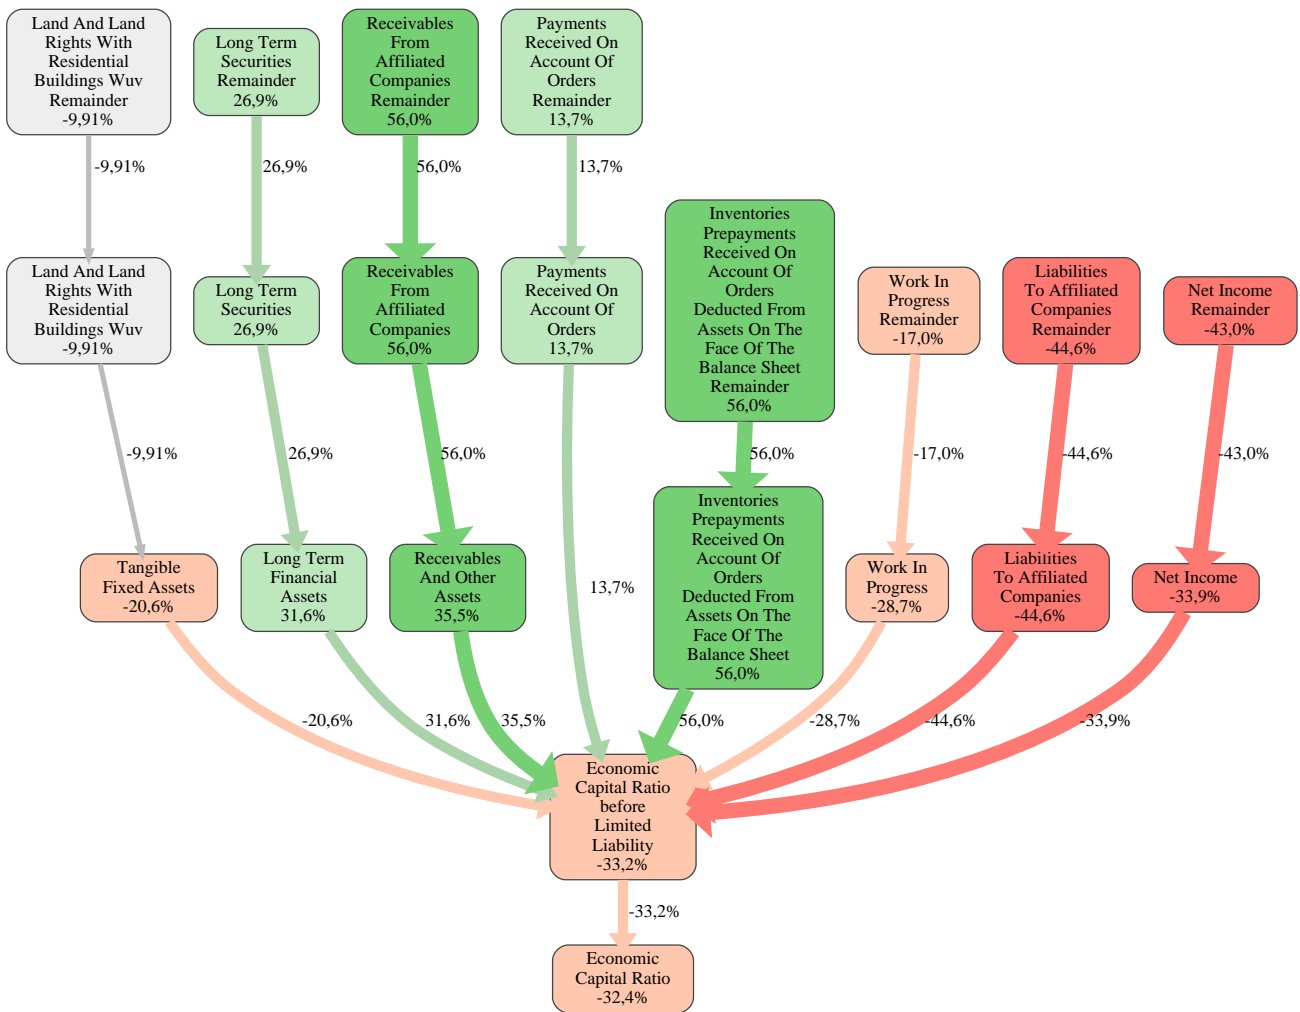 Land And Land
Rights With
Residential
Buildings Wuv
Remainder
-9,91%
Long Term
Securities
Remainder
26,9%
Receivables
From
Affiliated
Companies
Remainder
56,0%
Payments
Received On
Account Of
Orders
Remainder
13,7%
-9,91%
26,9%
56,0%
13,7%
Land And Land
Rights With
Residential
Buildings Wuv
-9,91%
Long Term
Securities
26,9%
Receivables
From
Affiliated
Companies
56,0%
Payments
Received On
Account Of
Orders
13,7%
Inventories
Prepayments
Received On
Account Of
Orders
Deducted From
Assets On The
Face Of The
Balance Sheet
Remainder
56,0%
Work In
Progress
Remainder
-17,0%
Liabilities
To Affiliated
Companies
Remainder
-44,6%
Net Income
Remainder
-43,0%
-9,91%
26,9%
56,0%
56,0%
-17,0%
-44,6%
-43,0%
Tangible
Fixed Assets
-20,6%
Long Term
Financial
Assets
31,6%
Receivables
And Other
Assets
35,5%
13,7%
Inventories
Prepayments
Received On
Account Of
Orders
Deducted From
Assets On The
Face Of The
Balance Sheet
56,0%
Work In
Progress
-28,7%
Liabilities
To Affiliated
Companies
-44,6%
Net Income
-33,9%
-20,6%
31,6%
35,5%
56,0%
-28,7%
-44,6%
-33,9%
Economic
Capital Ratio
before
Limited
Liability
-33,2%
-33,2%
Economic
Capital Ratio
-32,4%